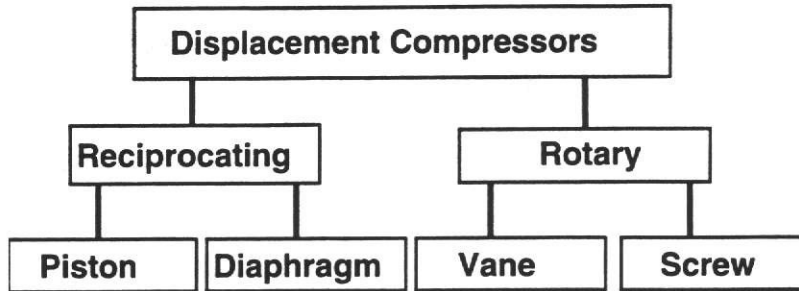 Displacement Compressors
Reciprocating
Rotary
Piston
Diaphragm
Vane
Screw